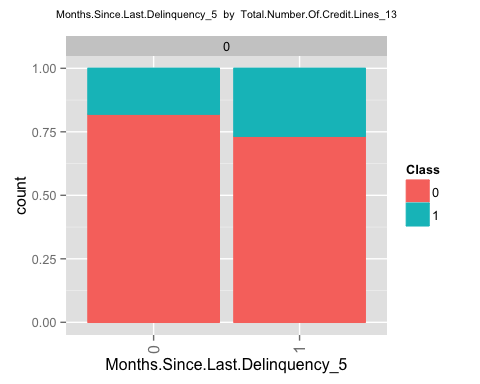 Months.Since.Last.Delinquency_5 by Total.Number.Of.Credit.Lines_13
0
1.00
0.75
0.50
0.25
0.00
count
0
1
Months.Since.Last.Delinquency_5
Class
0
1